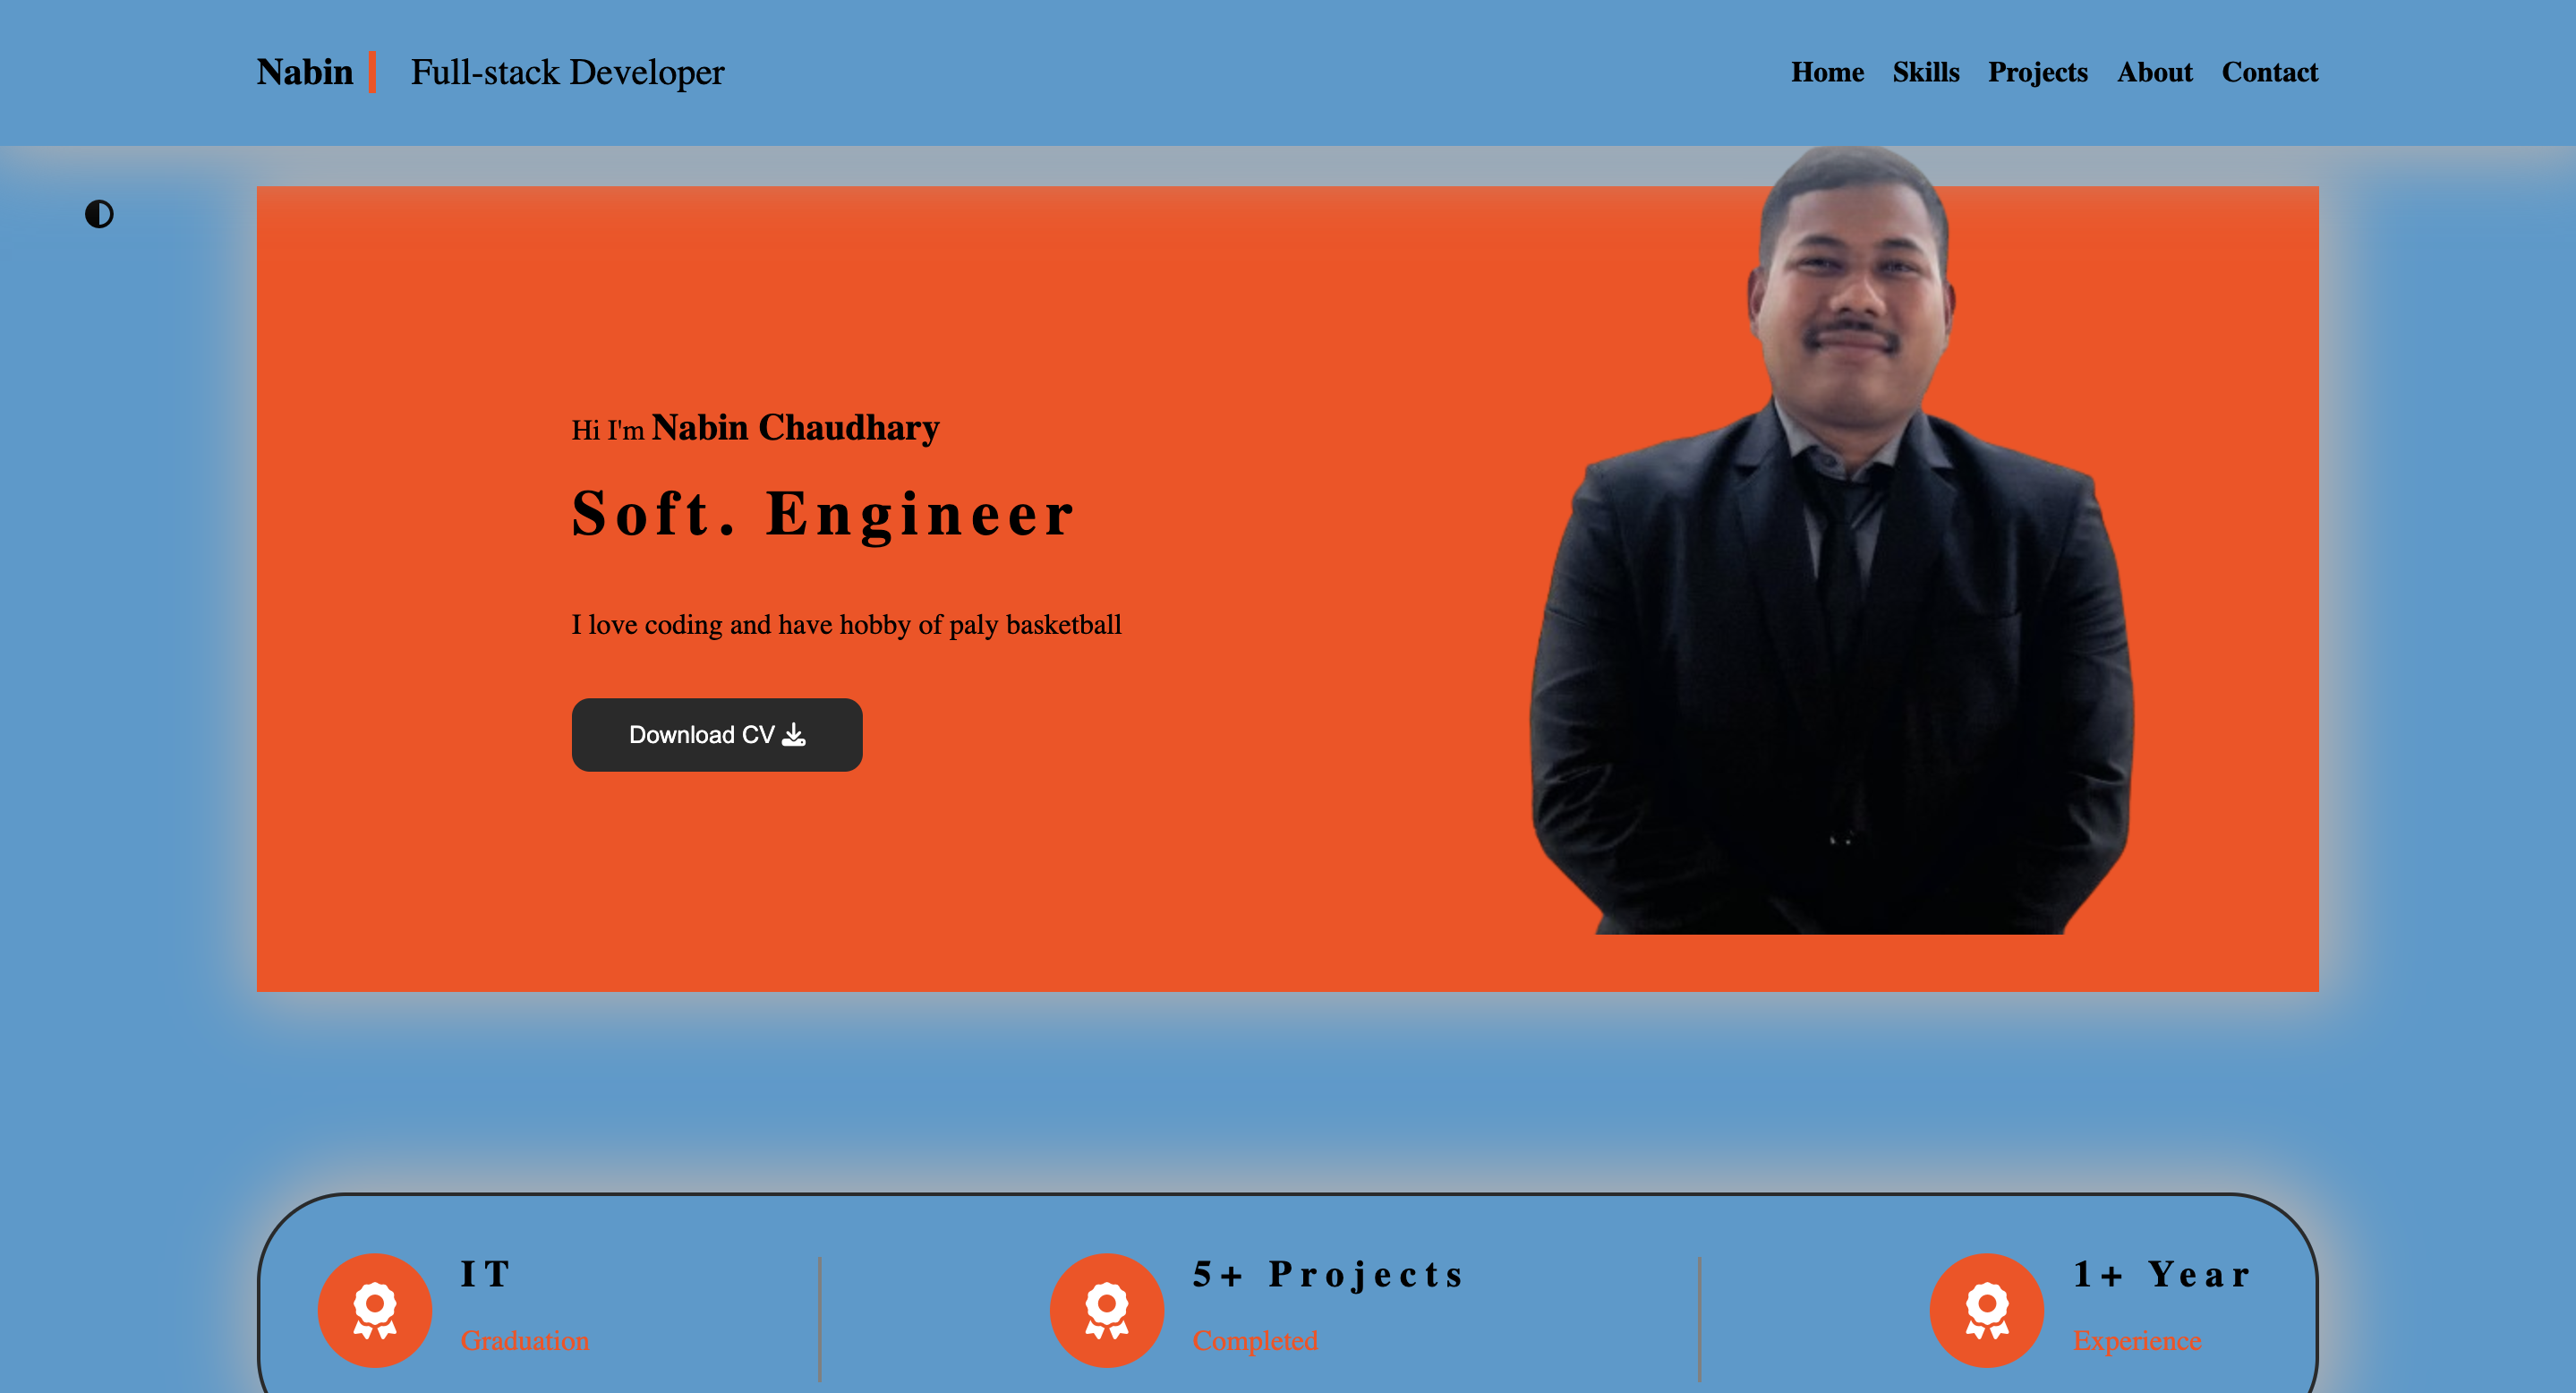 Nabin Full-stack Developer
Home Skills Projects About Contact
Hi I'm Nabin Chaudhary
Soft. Engineer
I love coding and have hobby of paly basketball
Download CV
IT
Graduation
5+ Projects
Completed
1+ Year
Experience